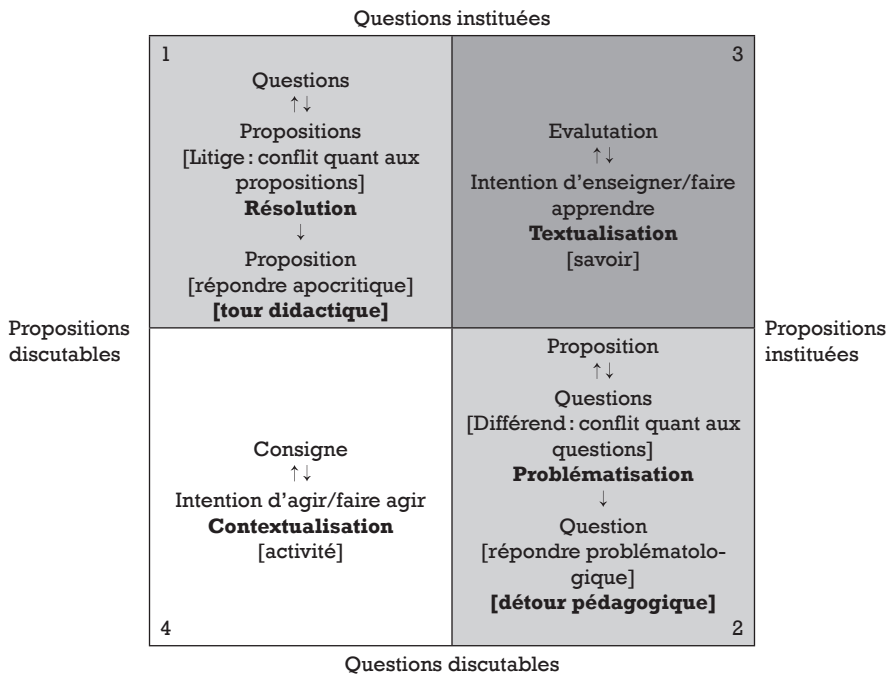 Questions instituées
1
Questions
↑↓
Propositions
[Litige : conflit quant aux
propositions]
Résolution
↓
Proposition
[répondre apocritique]
[tour didactique]
3
Evalutation
↑↓
Intention d’enseigner/faire
apprendre
Textualisation
[savoir]
Propositions
discutables
Propositions
instituées
Consigne
↑↓
Intention d’agir/faire agir
Contextualisation
[activité]
4
Proposition
↑↓
Questions
[Différend : conflit quant aux
questions]
Problématisation
↓
Question
[répondre problématolo-
gique]
[détour pédagogique]
2
Questions discutables